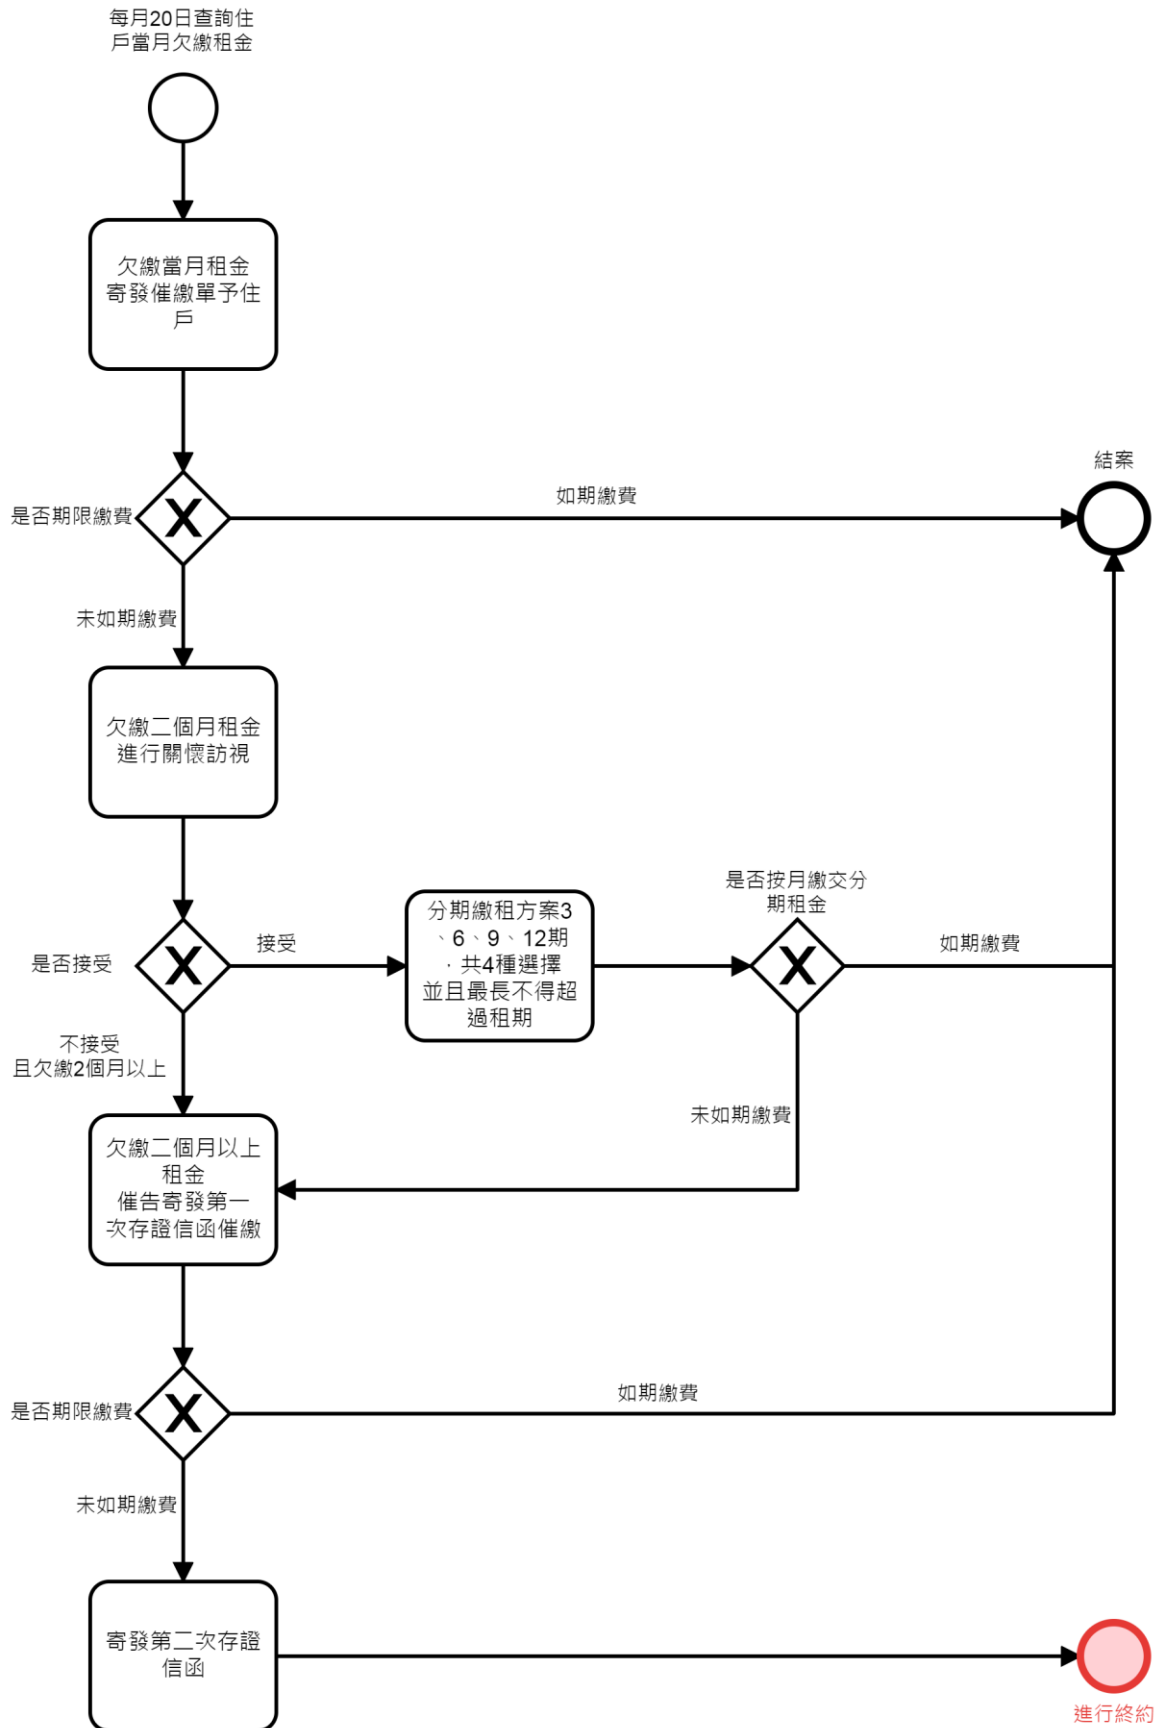 每月20日查詢住
戶當月欠繳租金
欠繳當月租金
寄發催繳單予住
戶
結案
是否期限繳費
如期繳費
未如期繳費
欠繳二個月租金
進行關懷訪視
是否接受
接受
分期繳租方案3
、6、9、12期
，共4種選擇
並且最長不得超
過租期
是否按月繳交分
期租金
如期繳費
不接受
且欠繳2個月以上
未如期繳費
欠繳二個月以上
租金
催告寄發第一
次存證信函催繳
是否期限繳費
如期繳費
未如期繳費
寄發第二次存證
信函
進行終約